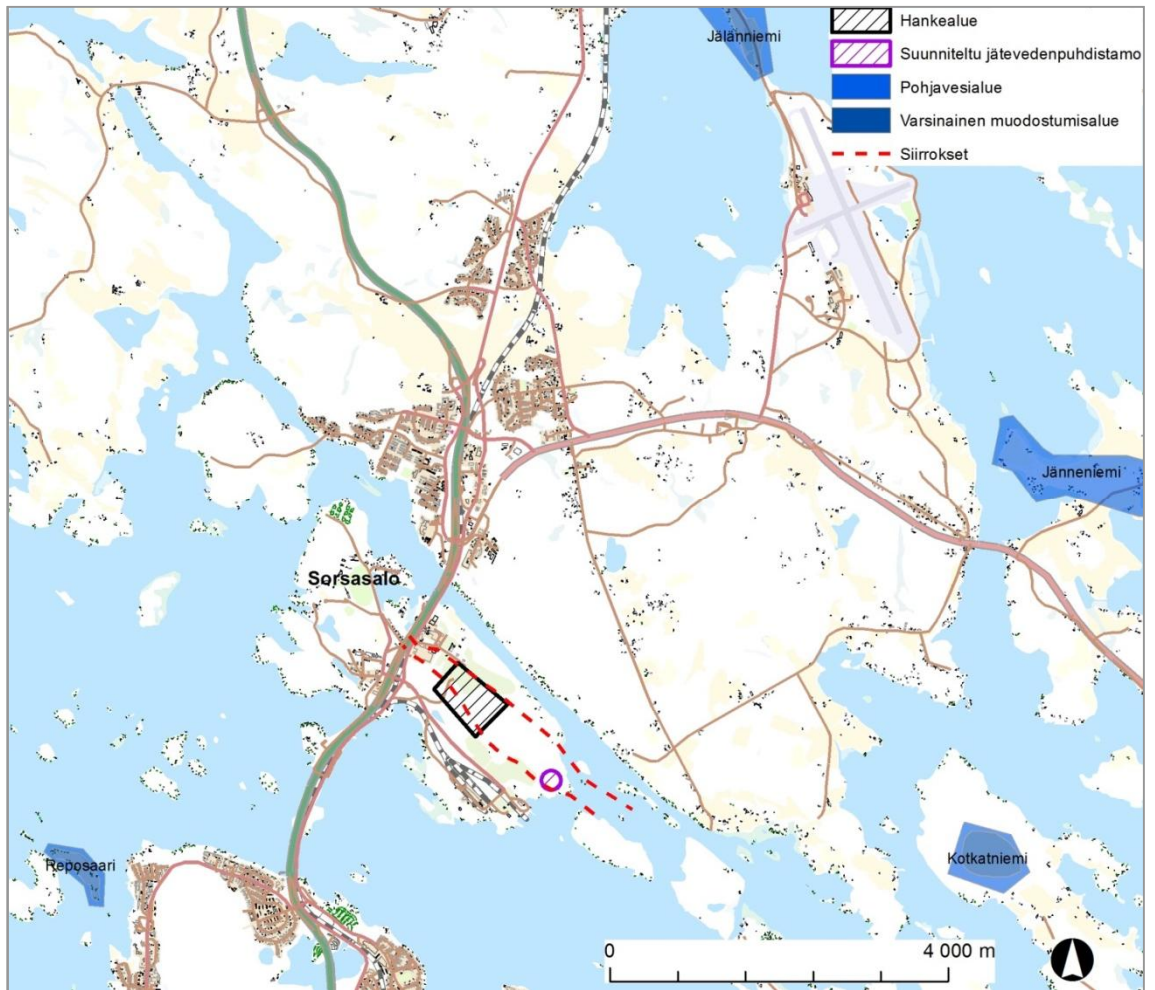 Jälänniemi
Hankealue
Suunniteltu jätevedenpuhdistamo
Pohjavesialue
Varsinainen muodostumisalue
Siirrokset
Jänneniemi
Sorsasalo
Reposaari
Kotkatniemi
0 4 000 m